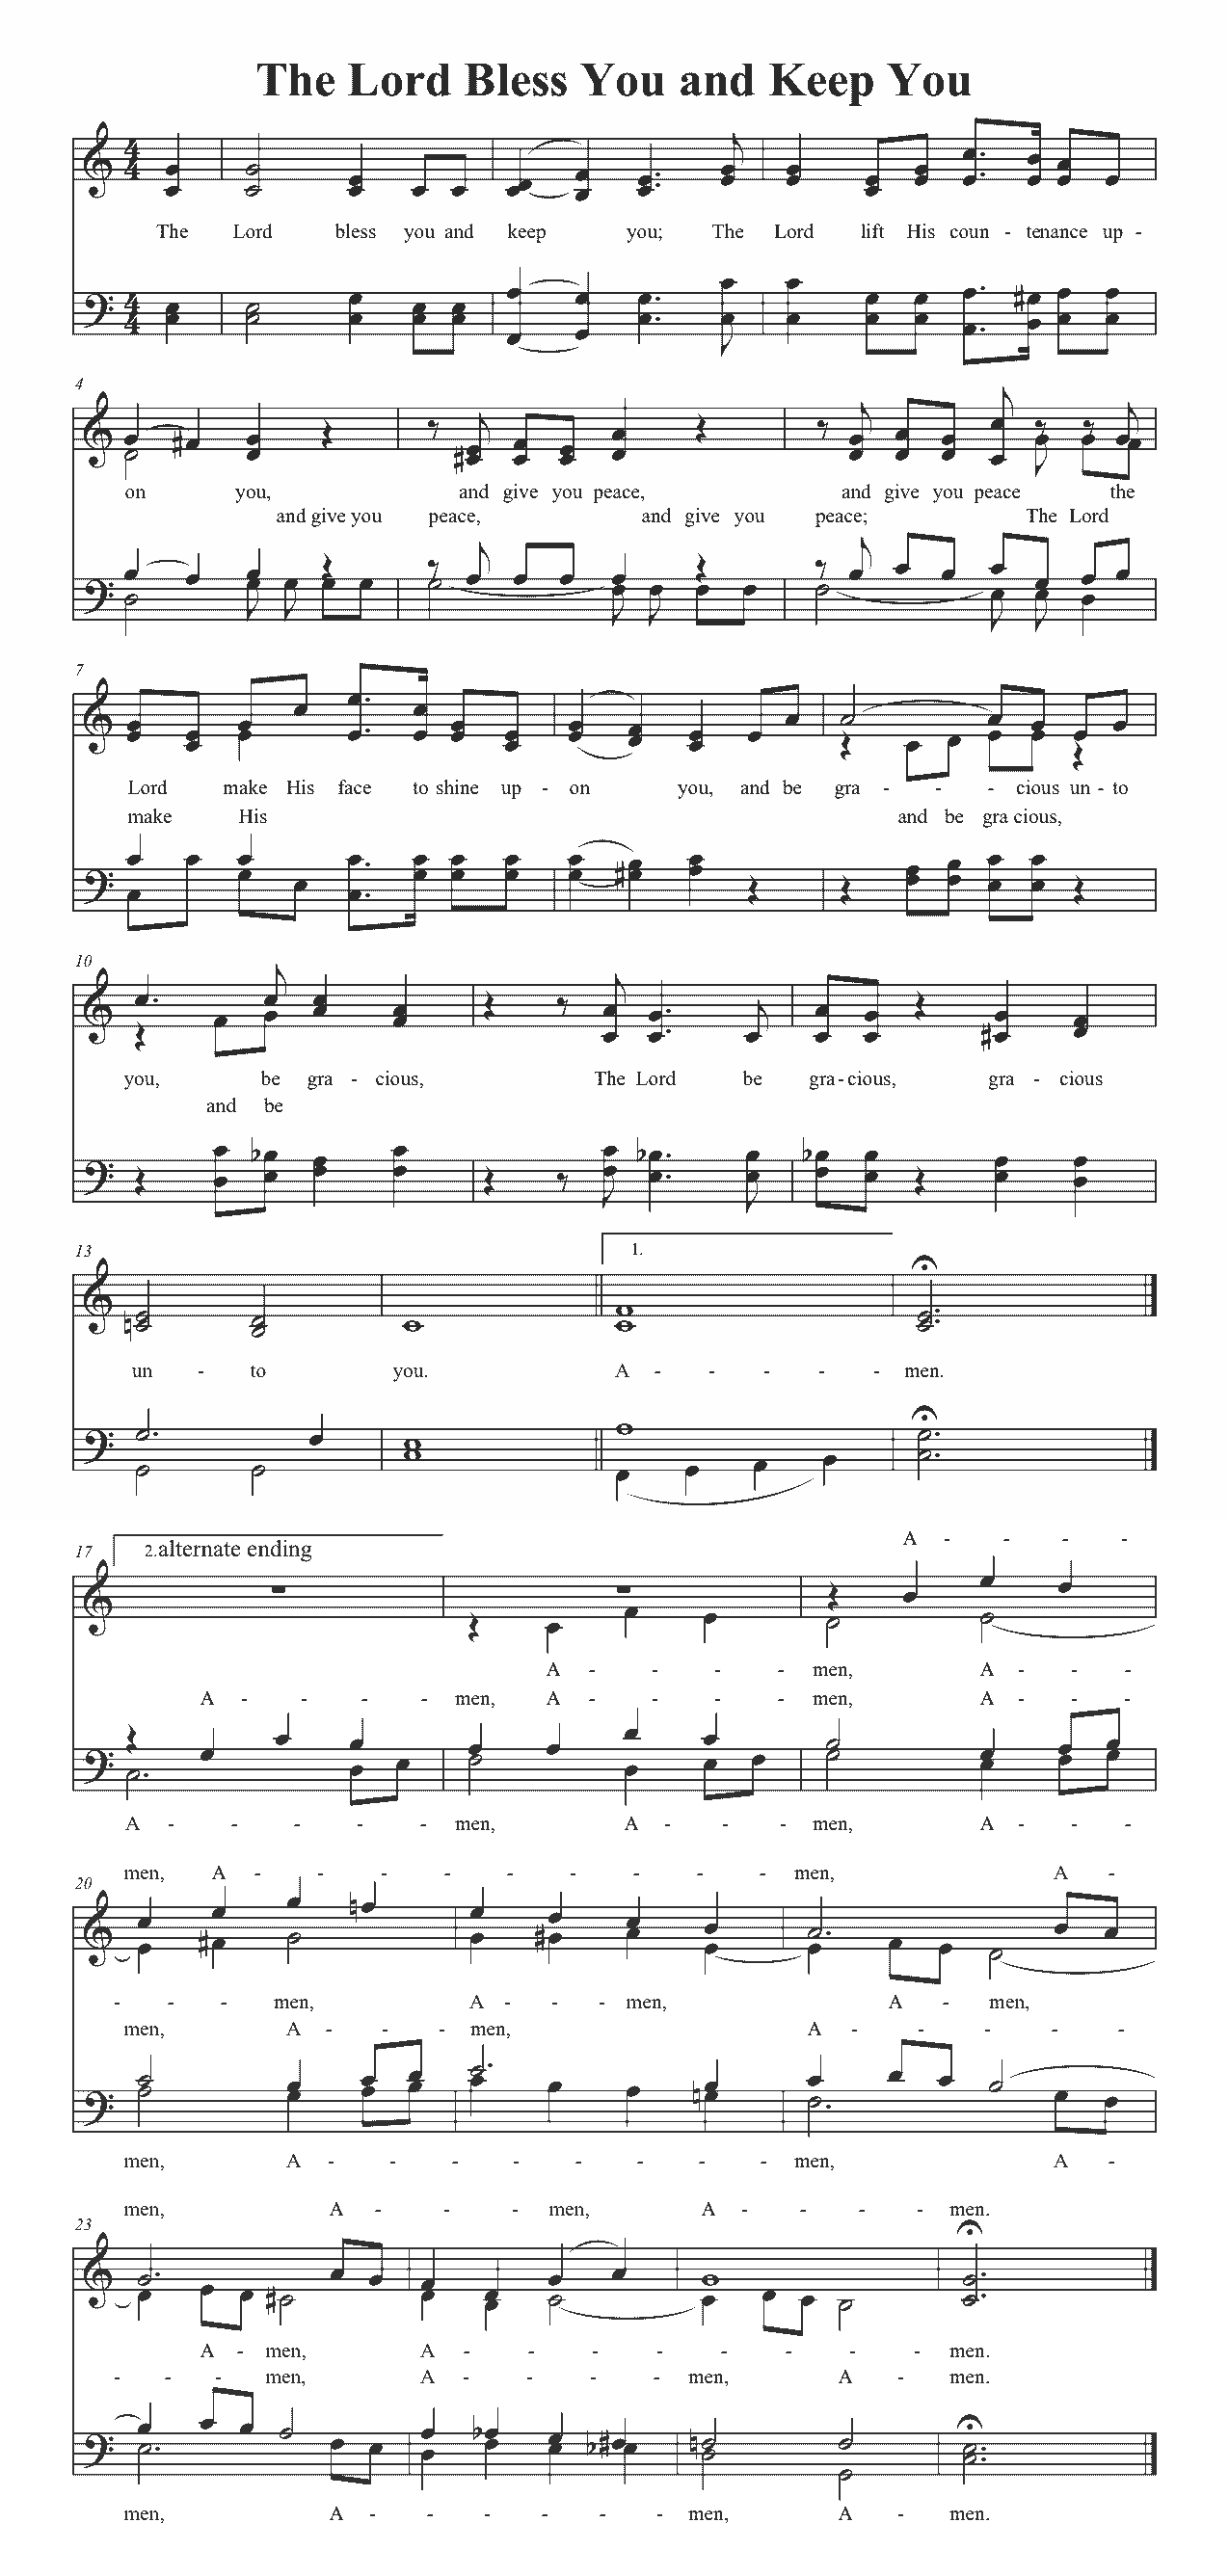 The Lord Bless You and Keep You
The Lord bless you and keep you; The Lord lift His coun - tenance up -
4
on you, and give you peace, and give you peace the
and give you peace, and give you peace; The Lord
7
Lord make His face to shine up - on you, and be gra - - - cious un - to
make His and be gra cious,
10
you, be gra - cious, The Lord be gra - cious, gra - cious
and be
13
1.
un - to you. A - - - - - men.
17 2.alternate ending
A - - - -
A - - - - men, A - - -
A - - - - men, A - - - - men, A - - -
A - - - - - men, A - - - men, A - - -
men, A - - - - - - - - - men, A -
20
- - - men, A - - - men, A - men,
men, A - - - men, A - - - - -
men, A - - - - - - - - men, A -
men, A - - - men, A - - - - men.
23
A - men, A - - - - - - - - men.
- - - men, A - - - - - men, A - men.
men, A - - - - - - men, A - men.